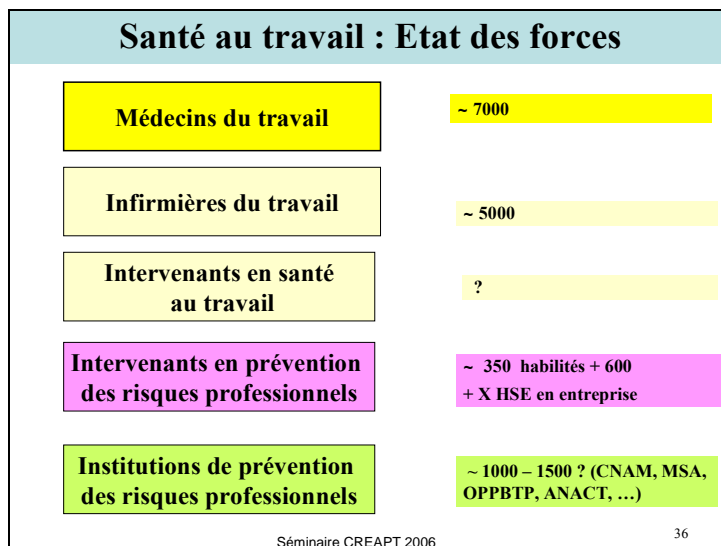 Santé au travail : Etat des forces
Médecins du travail
~ 7000
Infirmières du travail
~ 5000
Intervenants en santé
au travail
?
Intervenants en prévention
des risques professionnels
~ 350 habilités + 600
+ X HSE en entreprise
Institutions de prévention
des risques professionnels
~ 1000 – 1500 ? (CNAM, MSA,
OPPBTP, ANACT, …)
Séminaire CREAPT 2006
36